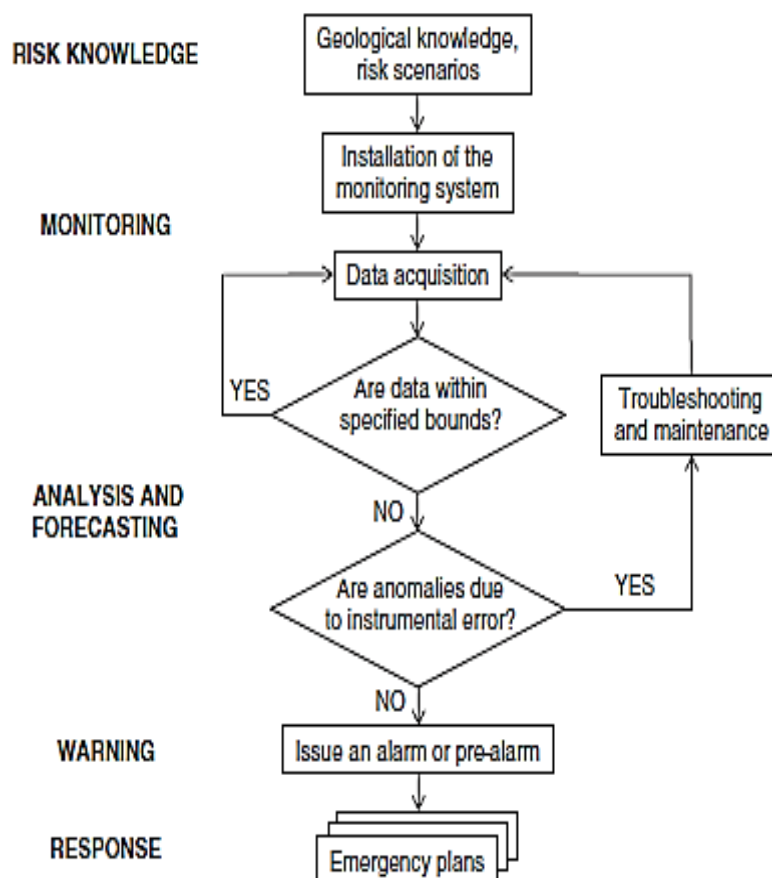 RISK KNOWLEDGE
Geological knowledge,
risk scenarios
Installation of the
monitoring system
MONITORING
Data acquisition
YES
Are data within
specified bounds?
Troubleshooting
and maintenance
ANALYSIS AND
FORECASTING
NO
Are anomalies due
to instrumental error?
YES
NO
WARNING
Issue an alarm or pre-alarm
RESPONSE
Emergency plans